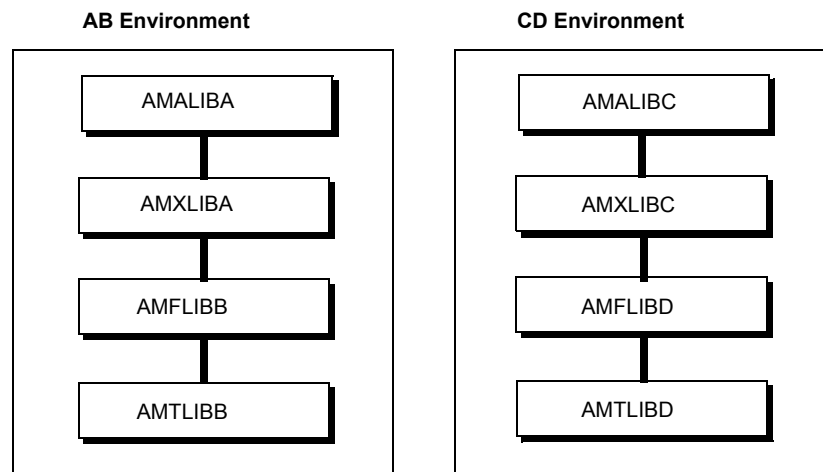 AB Environment
AMALIBA
AMXLIBA
AMFLIBB
AMTLIBB
CD Environment
AMALIBC
AMXLIBC
AMFLIBD
AMTLIBD